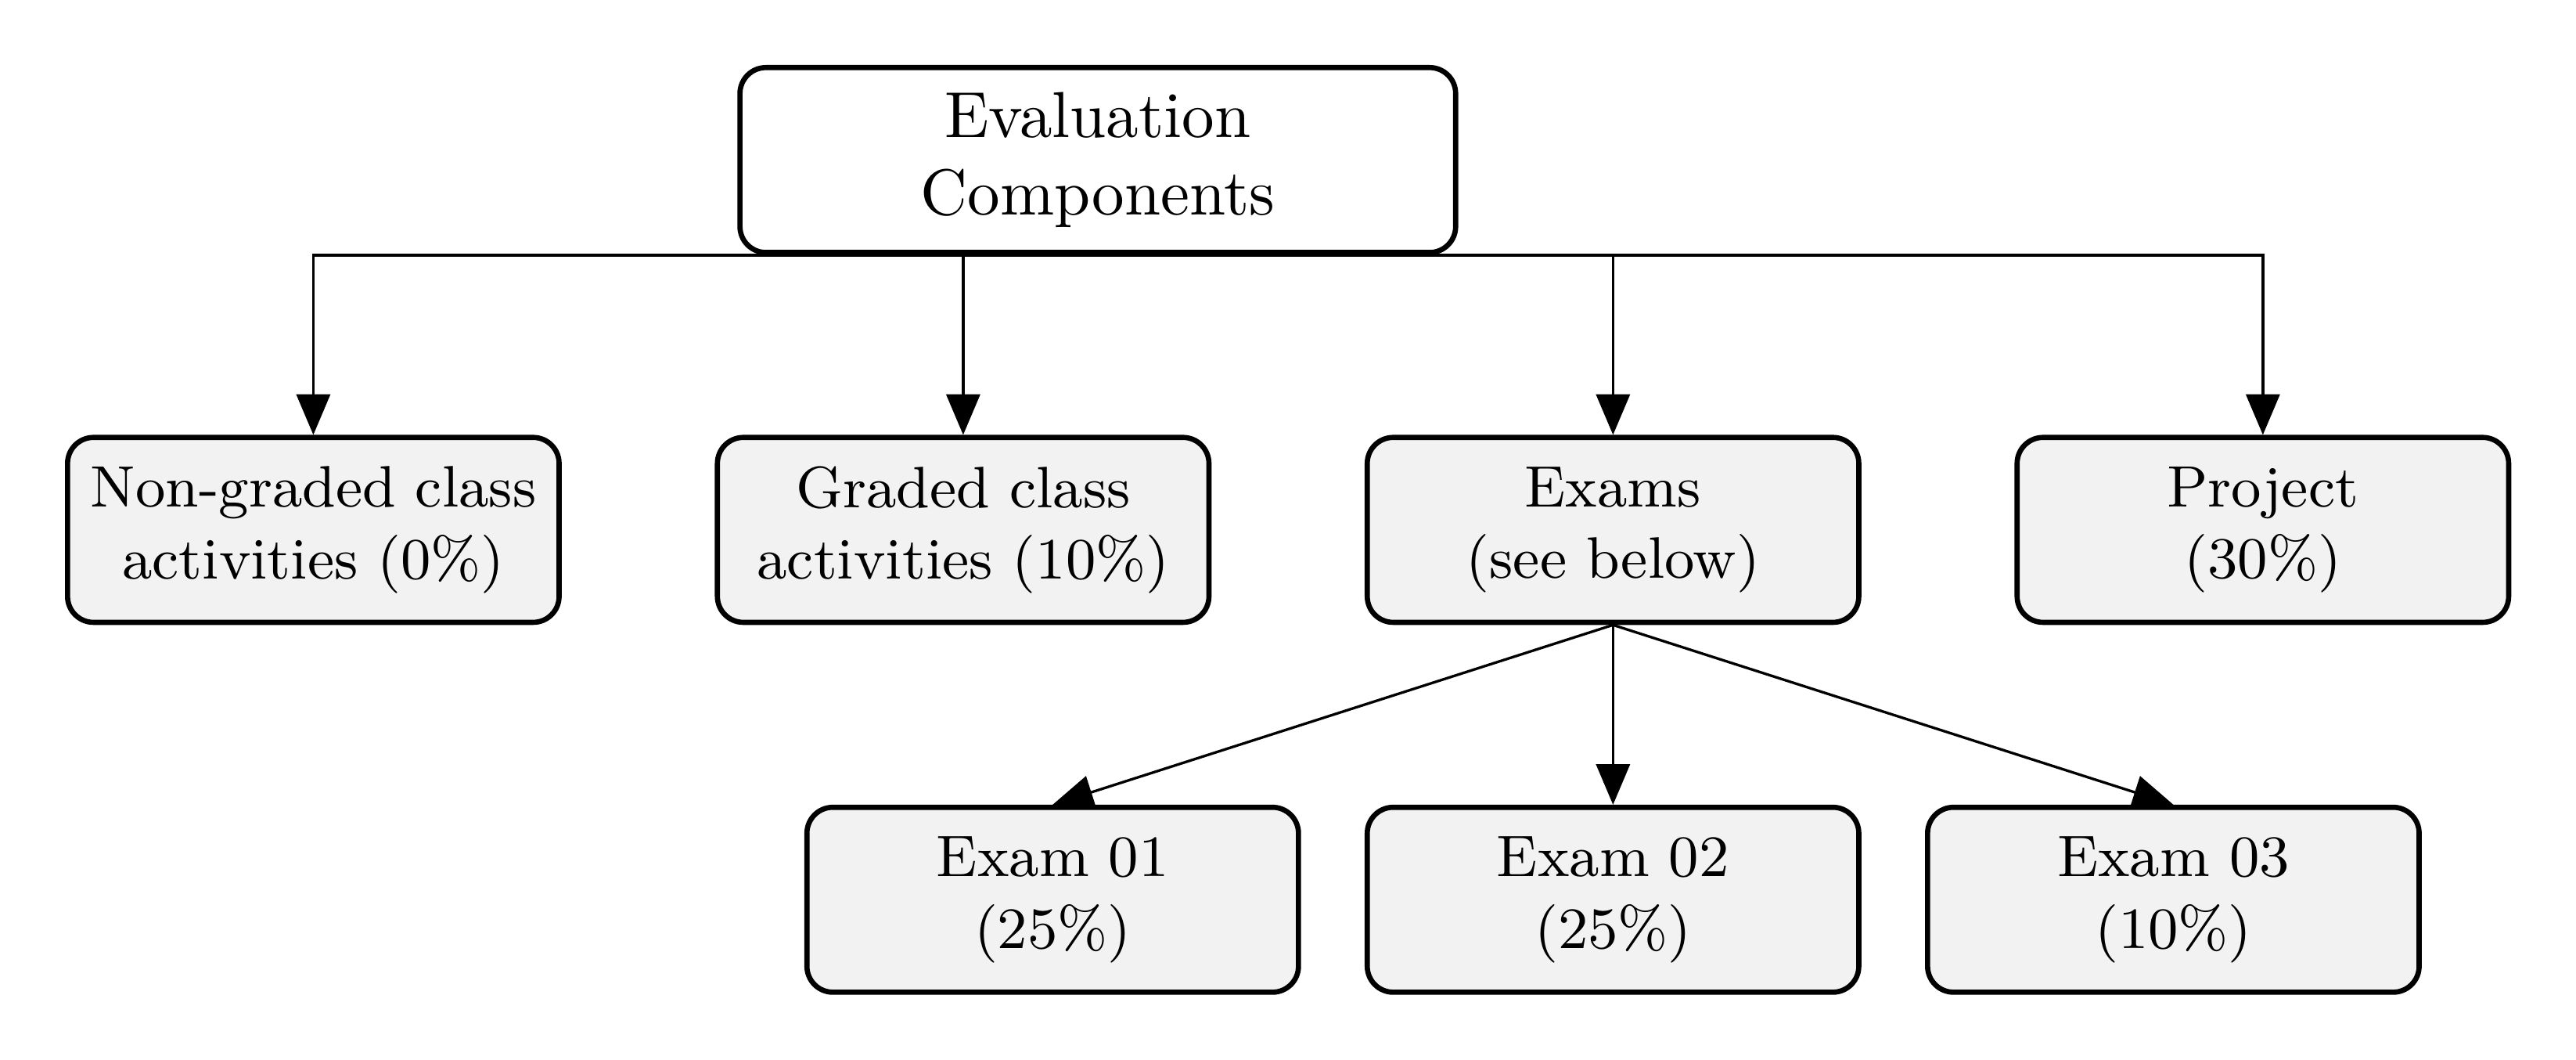 Evaluation
Components
Non-graded class
activities (0%)
Graded class
activities (10%)
Exams
(see below)
Project
(30%)
Exam 01
(25%)
Exam 02
(25%)
Exam 03
(10%)